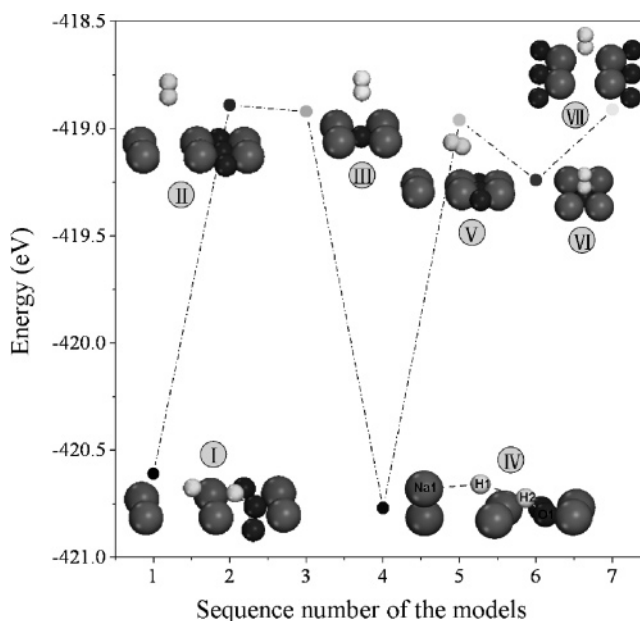 -418.5
-419.0
-419.5
-420.0
-420.5
-421.0
Energy (eV)
1 2 3 4 5 6 7
Sequence number of the models
I
II
III
IV
V
VI
VII
Na1
H1
H2
O1